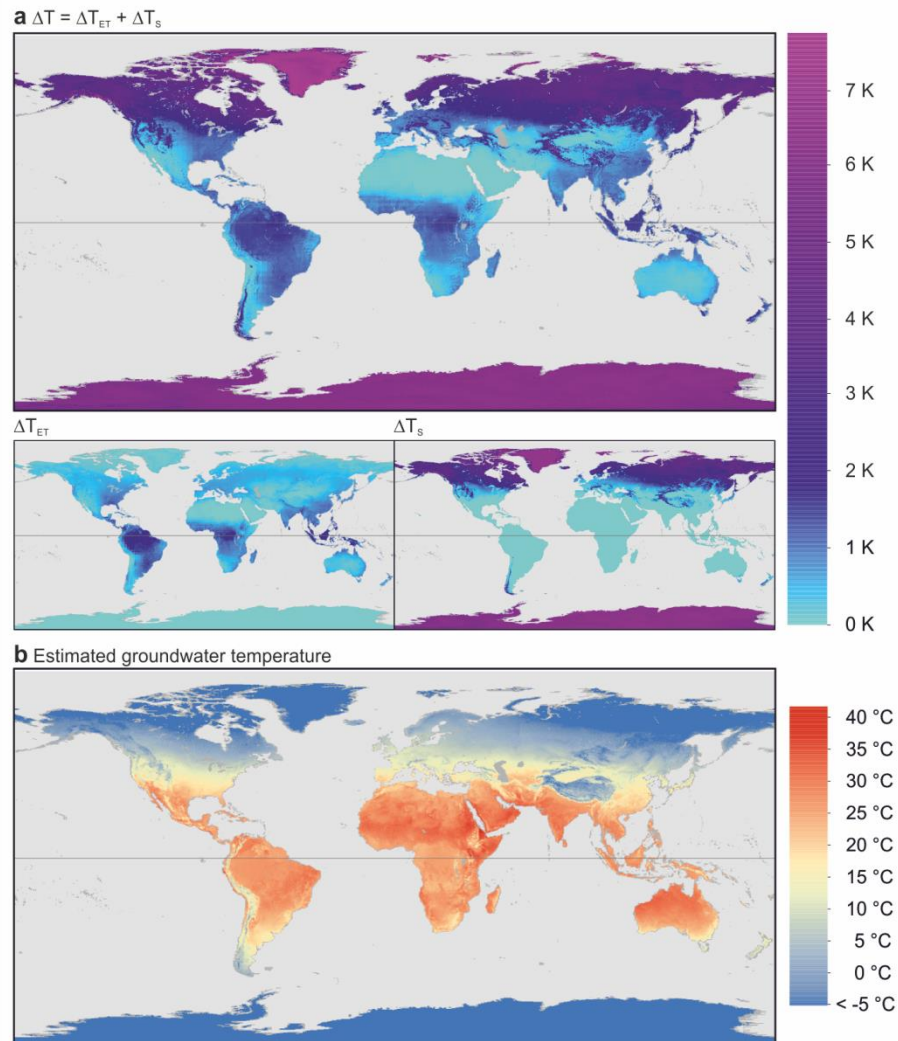 a ΔT = ΔT_ET + ΔT_S
7 K
6 K
5 K
4 K
3 K
2 K
1 K
0 K
ΔT_ET
ΔT_S
b Estimated groundwater temperature
40 °C
35 °C
30 °C
25 °C
20 °C
15 °C
10 °C
5 °C
0 °C
< -5 °C